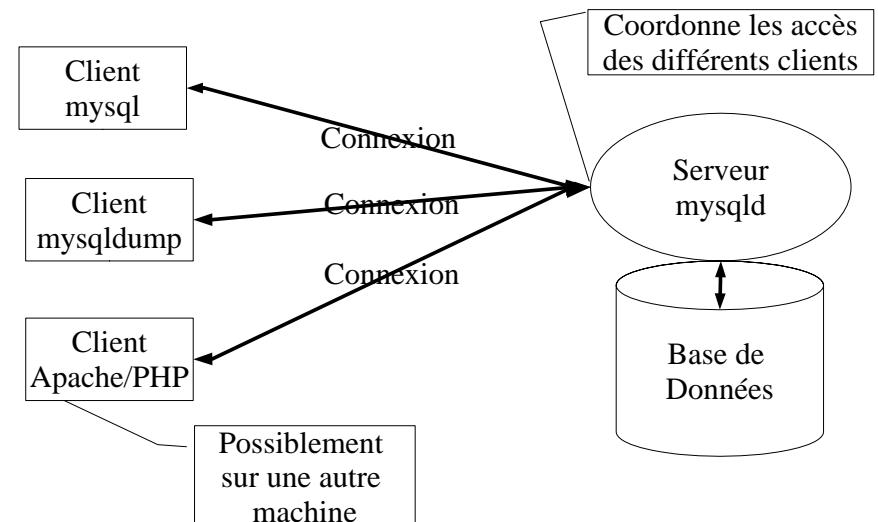 Coordonne les accès
des différents clients
Client
mysql
Connexion
Serveur
mysqld
Client
mysqldump
Connexion
Connexion
Client
Apache/PHP
Base de
Données
Possiblement
sur une autre
machine